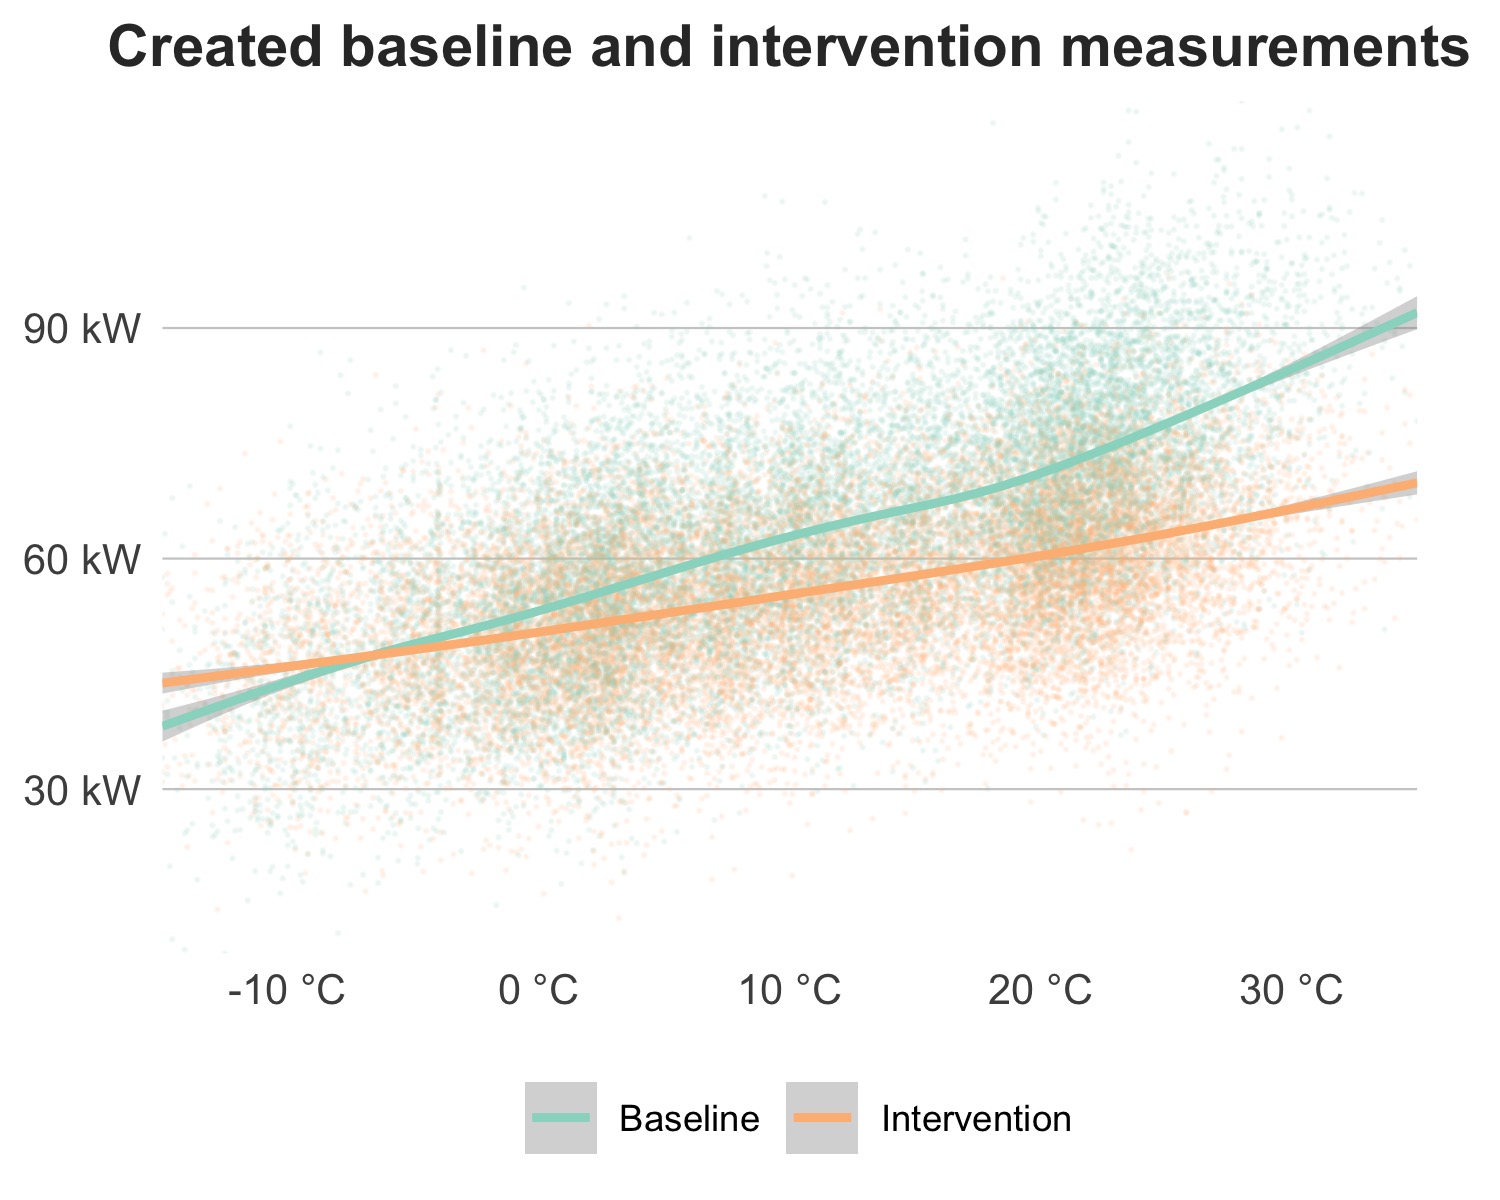 Created baseline and intervention measurements
90 kW
60 kW
30 kW
-10 °C 0 °C 10 °C 20 °C 30 °C
Baseline Intervention